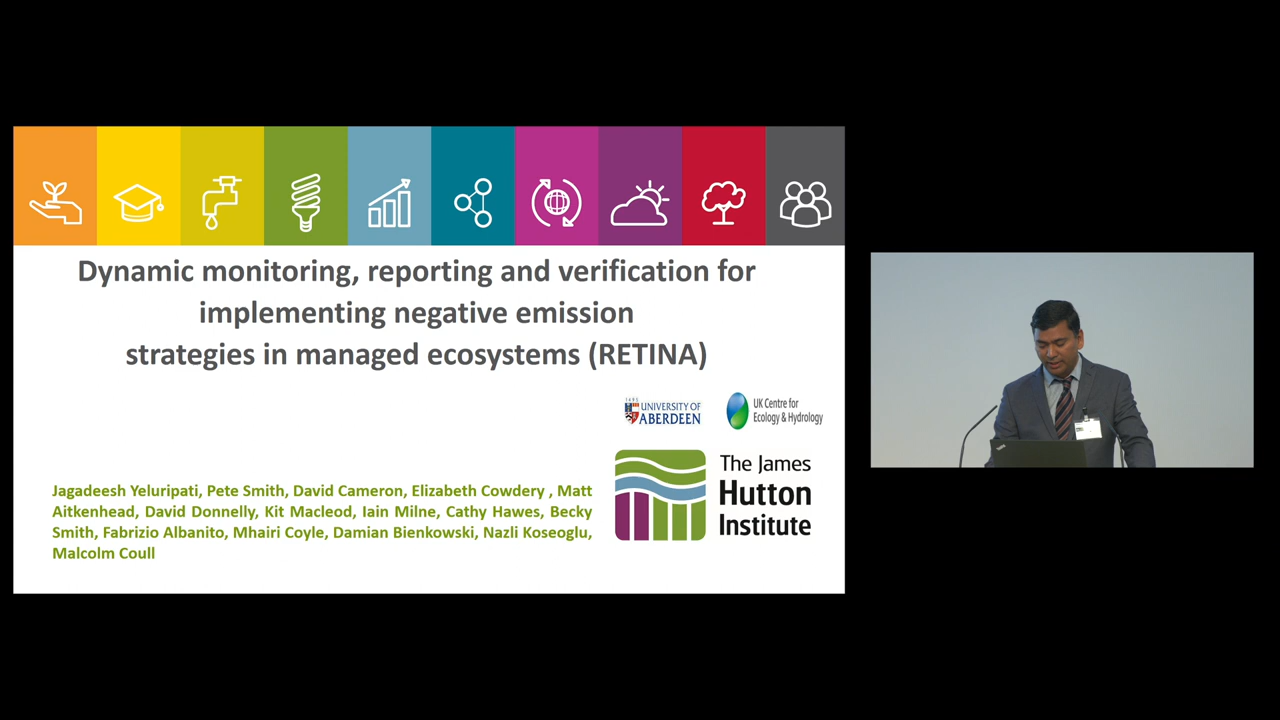 Dynamic monitoring, reporting and verification for
implementing negative emission
strategies in managed ecosystems (RETINA)
1495
UNIVERSITY OF
ABERDEEN
UK Centre for
Ecology & Hydrology
The James
Hutton
Institute
Jagadeesh Yeluripati, Pete Smith, David Cameron, Elizabeth Cowdery , Matt
Aitkenhead, David Donnelly, Kit Macleod, Iain Milne, Cathy Hawes, Becky
Smith, Fabrizio Albanito, Mhairi Coyle, Damian Bienkowski, Nazli Koseoglu,
Malcolm Coull